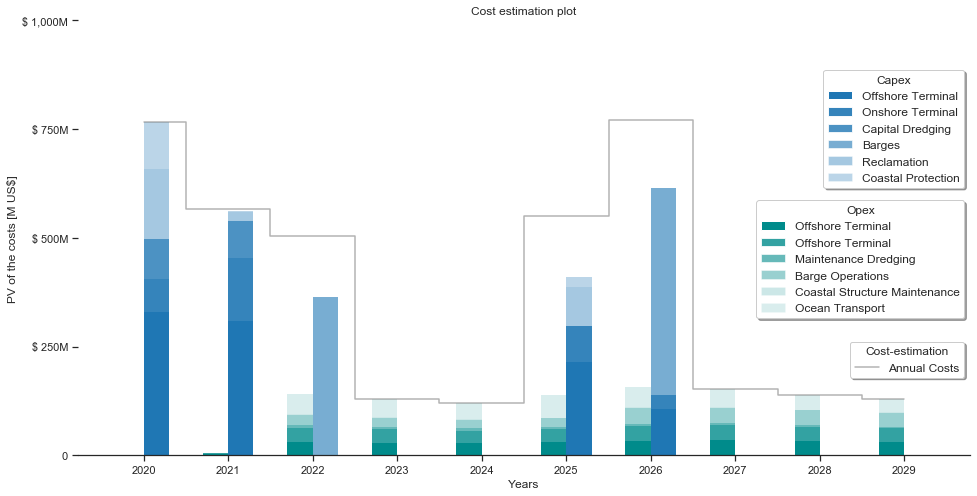 Cost estimation plot
$ 1,000M
$ 750M
$ 500M
$ 250M
0
PV of the costs [M US$]
2020 2021 2022 2023 2024 2025 2026 2027 2028 2029
Years
Capex
Offshore Terminal
Onshore Terminal
Capital Dredging
Barges
Reclamation
Coastal Protection
Opex
Offshore Terminal
Offshore Terminal
Maintenance Dredging
Barge Operations
Coastal Structure Maintenance
Ocean Transport
Cost-estimation
Annual Costs